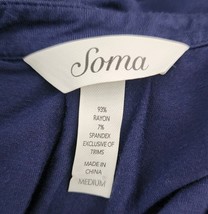 Soma
93%
RAYON
7%
SPANDEX
EXCLUSIVE OF
TRIMS
MADE IN
CHINA
MEDIUM